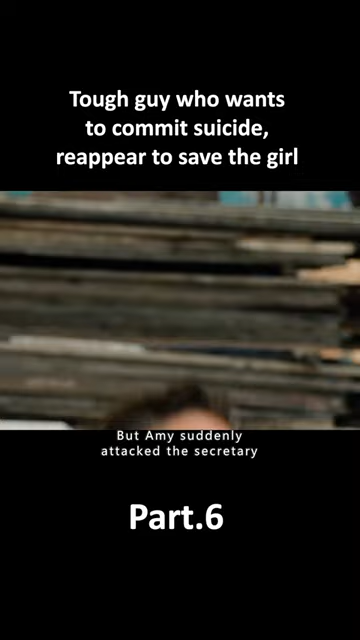 Tough guy who wants
to commit suicide,
reappear to save the girl
But Amy suddenly
attacked the secretary
Part.6